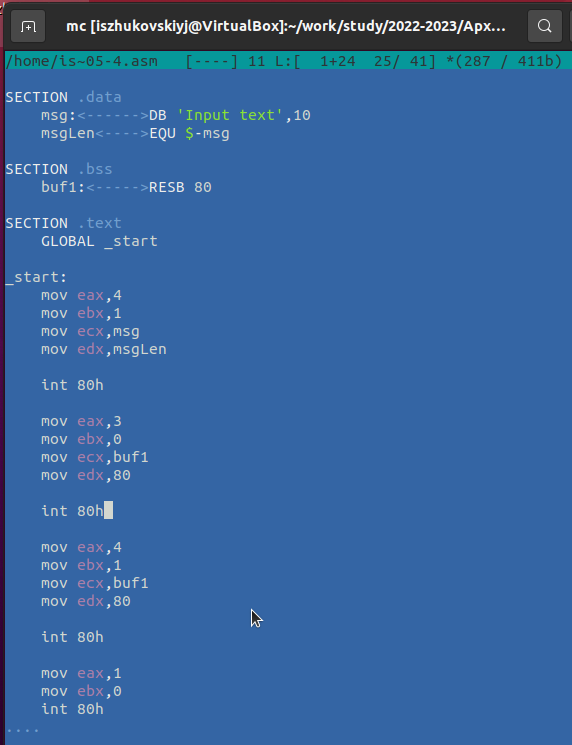 mc [iszhukovskiyj@VirtualBox]:~/work/study/2022-2023/Арх...
/home/is~05-4.asm [----] 11 L:[ 1+24 25/ 41] *(287 / 411b)
SECTION .data
msg:<------>DB 'Input text',10
msgLen<---->EQU $-msg
SECTION .bss
buf1:<----->RESB 80
SECTION .text
GLOBAL _start
_start:
mov eax,4
mov ebx,1
mov ecx,msg
mov edx,msgLen
int 80h
mov eax,3
mov ebx,0
mov ecx,buf1
mov edx,80
int 80h
mov eax,4
mov ebx,1
mov ecx,buf1
mov edx,80
int 80h
mov eax,1
mov ebx,0
int 80h
....